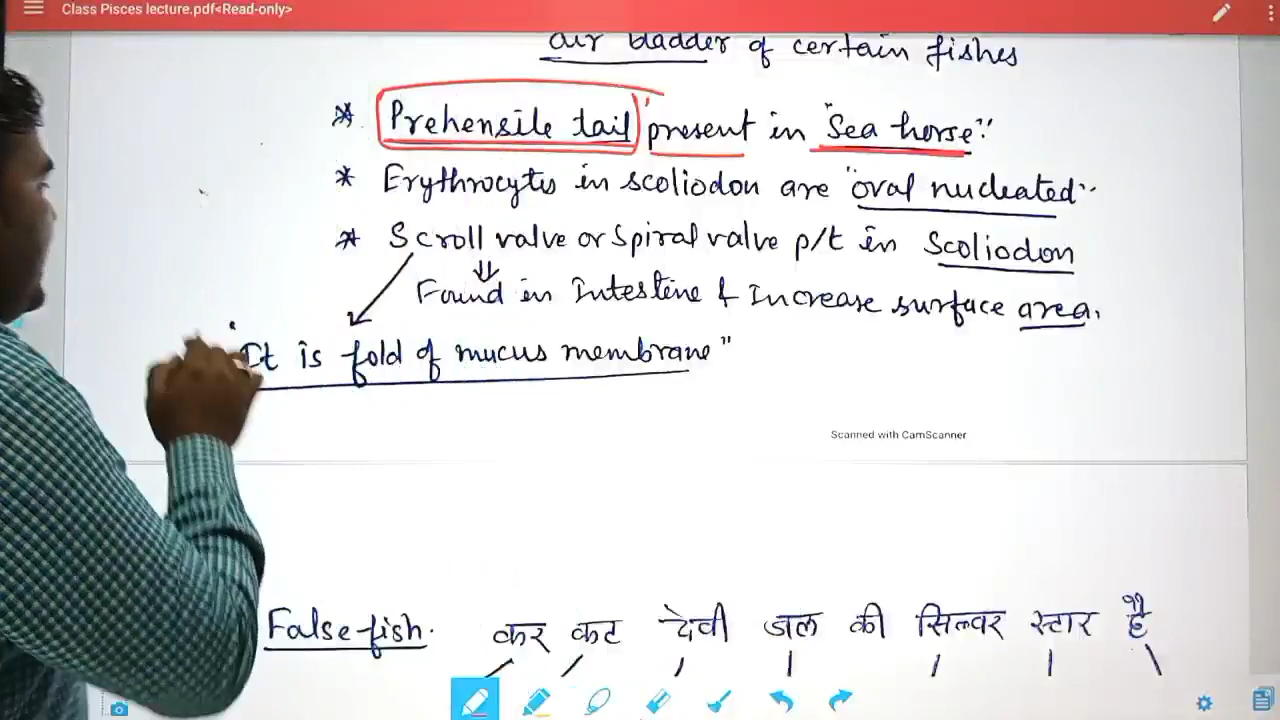 Class Pisces lecture.pdf<Read-only>
air bladder of certain fishes
* Prehensile tail present in "Sea horse".
* Erythrocytes in scoliodon are "oval nucleated".
* Scroll valve or Spiral valve p/t in Scoliodon
Found in Intestine & Increase surface area.
"It is fold of mucus membrane"
Scanned with CamScanner
False fish. कर कट देवी जल की सिल्वर स्टार है